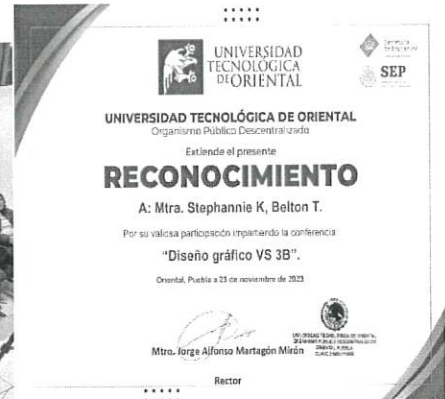 UNIVERSIDAD
TECNOLÓGICA
DE ORIENTAL
SEP
UNIVERSIDAD TECNOLÓGICA DE ORIENTAL
Organismo Público Descentralizado
Extiende el presente
RECONOCIMIENTO
A: Mtra. Stephannie K, Belton T.
Por su valiosa participación impartiendo la conferencia:
"Diseño gráfico VS 3B".
Oriental, Puebla a 23 de noviembre de 2023
Mtro. Jorge Alfonso Martagón Mirón
ORIENTAL, PUEBLA
Rector